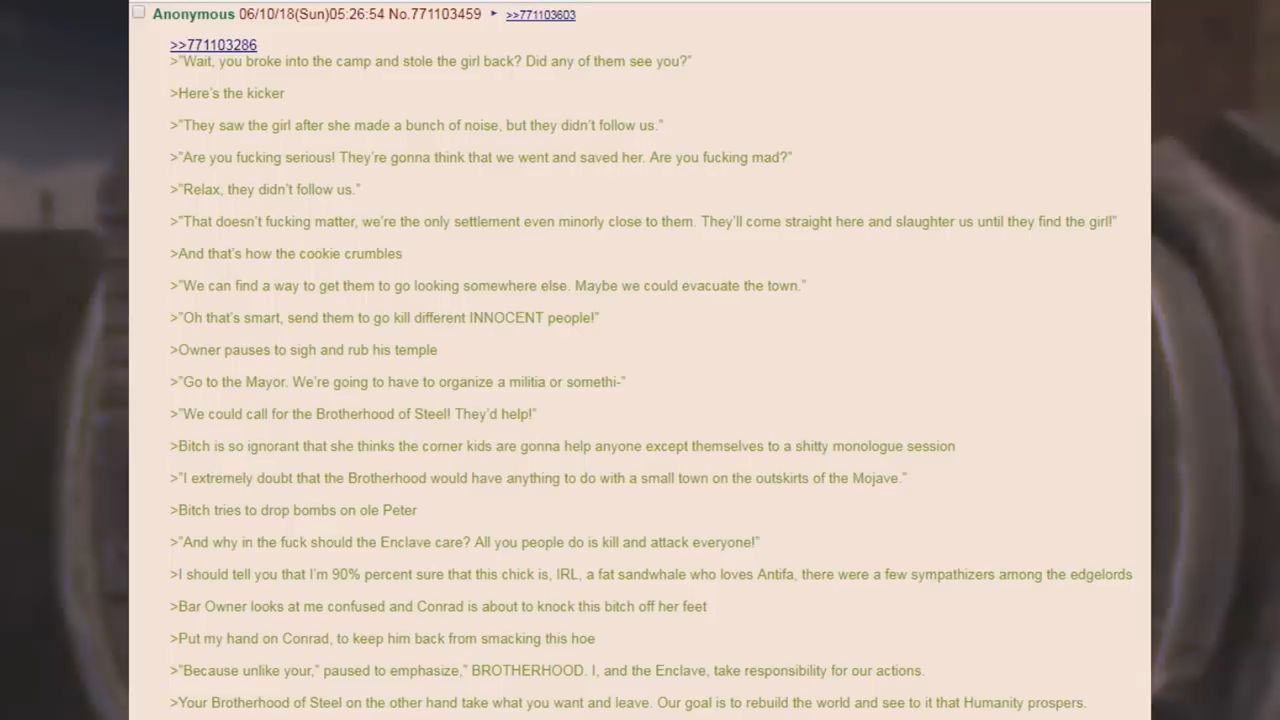 Anonymous 06/10/18(Sun)05:26:54 No.771103459 ▸ >>771103603
>>771103286
>"Wait, you broke into the camp and stole the girl back? Did any of them see you?"
>Here's the kicker
>"They saw the girl after she made a bunch of noise, but they didn't follow us."
>"Are you fucking serious! They're gonna think that we went and saved her. Are you fucking mad?"
>"Relax, they didn't follow us."
>"That doesn't fucking matter, we're the only settlement even minorly close to them. They'll come straight here and slaughter us until they find the girl!"
>And that's how the cookie crumbles
>"We can find a way to get them to go looking somewhere else. Maybe we could evacuate the town."
>"Oh that's smart, send them to go kill different INNOCENT people!"
>Owner pauses to sigh and rub his temple
>"Go to the Mayor. We're going to have to organize a militia or somethi-"
>"We could call for the Brotherhood of Steel! They'd help!"
>Bitch is so ignorant that she thinks the corner kids are gonna help anyone except themselves to a shitty monologue session
>"I extremely doubt that the Brotherhood would have anything to do with a small town on the outskirts of the Mojave."
>Bitch tries to drop bombs on ole Peter
>"And why in the fuck should the Enclave care? All you people do is kill and attack everyone!"
>I should tell you that I'm 90% percent sure that this chick is, IRL, a fat sandwhale who loves Antifa, there were a few sympathizers among the edgelords
>Bar Owner looks at me confused and Conrad is about to knock this bitch off her feet
>Put my hand on Conrad, to keep him back from smacking this hoe
>"Because unlike your," paused to emphasize," BROTHERHOOD. I, and the Enclave, take responsibility for our actions.
>Your Brotherhood of Steel on the other hand take what you want and leave. Our goal is to rebuild the world and see to it that Humanity prospers.